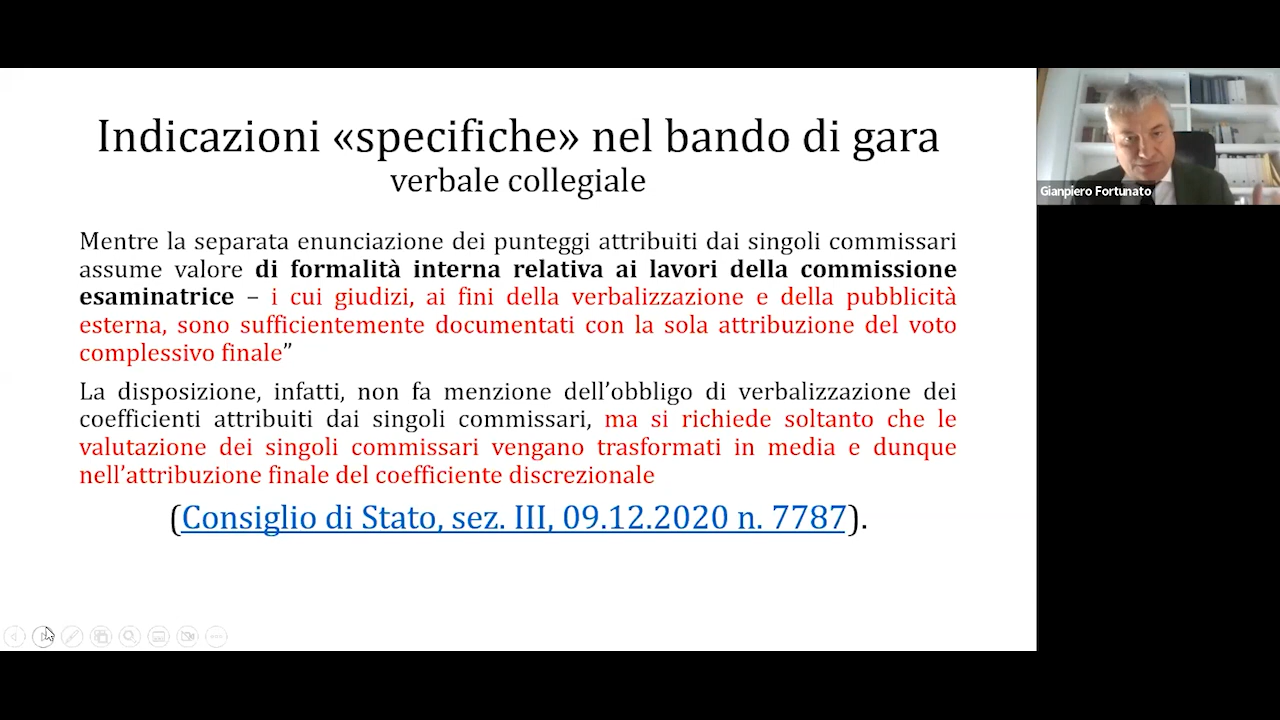 Indicazioni «specifiche» nel bando di gara
verbale collegiale
Mentre la separata enunciazione dei punteggi attribuiti dai singoli commissari
assume valore di formalità interna relativa ai lavori della commissione
esaminatrice – i cui giudizi, ai fini della verbalizzazione e della pubblicità
esterna, sono sufficientemente documentati con la sola attribuzione del voto
complessivo finale”
La disposizione, infatti, non fa menzione dell’obbligo di verbalizzazione dei
coefficienti attribuiti dai singoli commissari, ma si richiede soltanto che le
valutazione dei singoli commissari vengano trasformati in media e dunque
nell’attribuzione finale del coefficiente discrezionale
(Consiglio di Stato, sez. III, 09.12.2020 n. 7787).
Gianpiero Fortunato